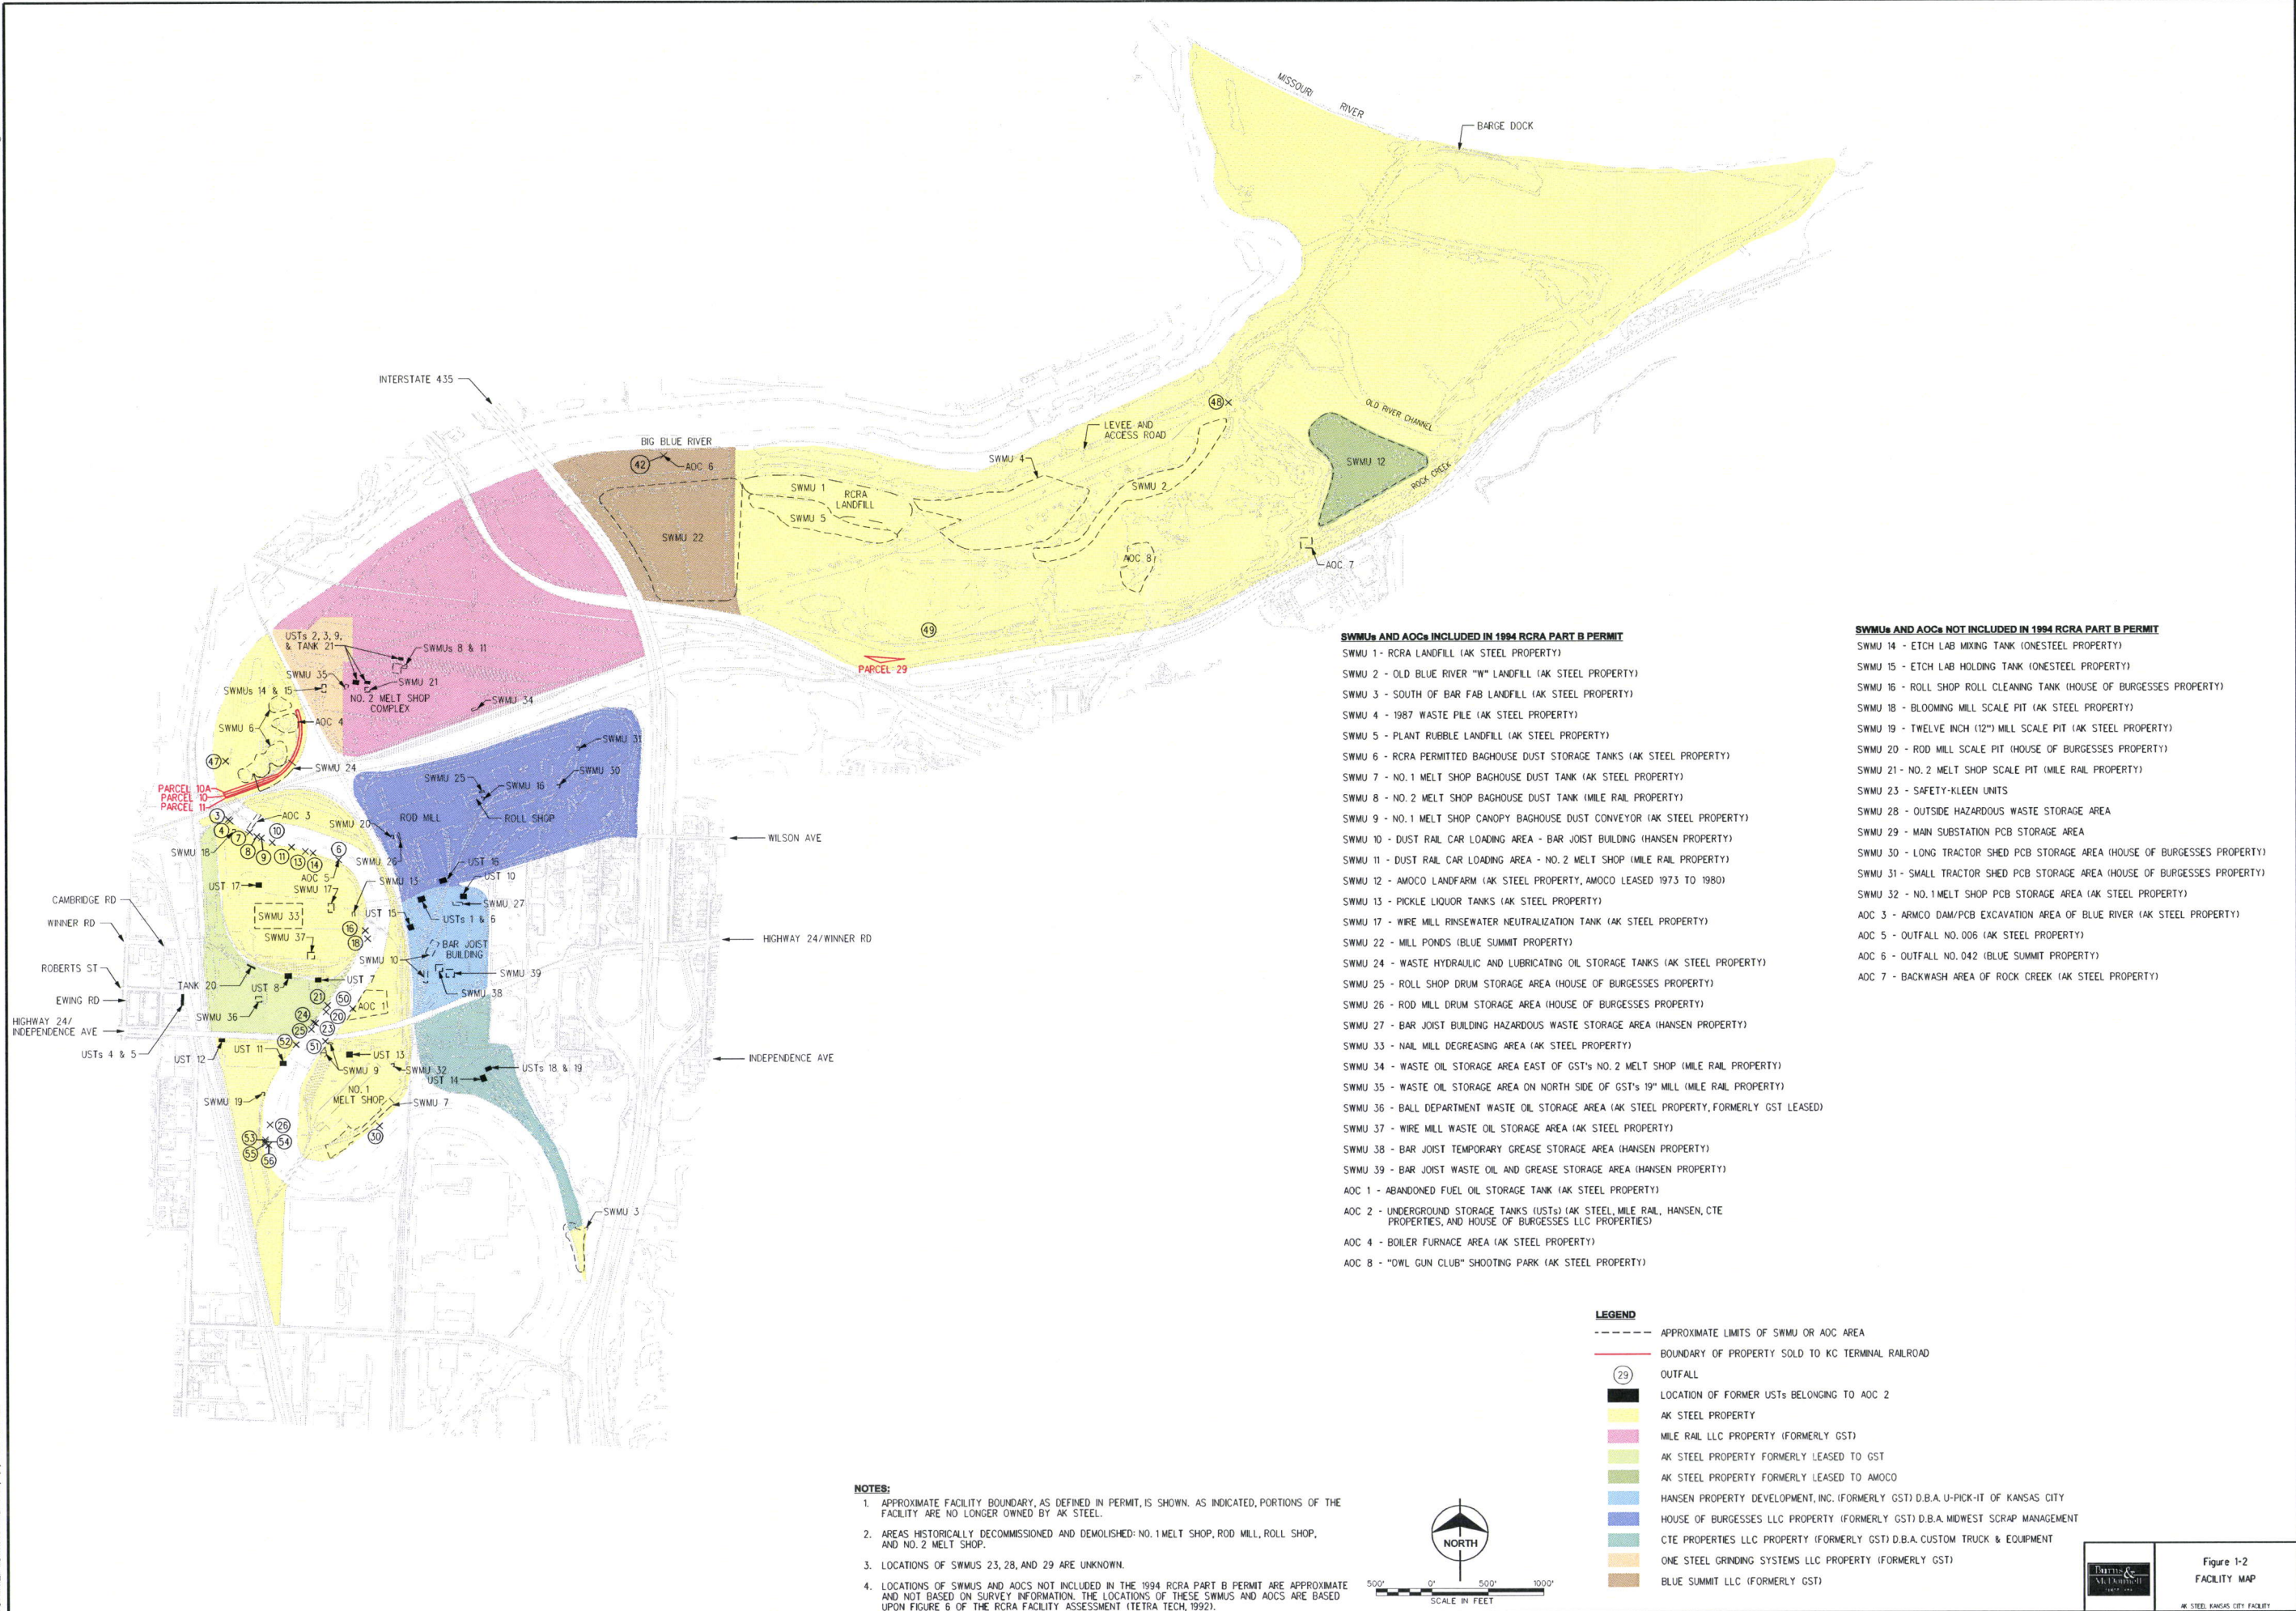 MISSOURI RIVER
BARGE DOCK
INTERSTATE 435
BIG BLUE RIVER
42
AOC 6
48
LEVEE AND
ACCESS ROAD
OLD RIVER CHANNEL
SWMU 4
SWMU 12
ROCK CREEK
SWMU 1
RCRA
LANDFILL
SWMU 2
SWMU 5
SWMU 22
AOC 8
AOC 7
49
PARCEL 29
USTs 2, 3, 9,
& TANK 21
SWMUs 8 & 11
SWMU 35
SWMU 21
SWMUs 14 & 15
NO. 2 MELT SHOP
COMPLEX
SWMU 34
AOC 4
SWMU 6
47
SWMU 24
SWMU 31
SWMU 25
SWMU 30
SWMU 16
PARCEL 10A
PARCEL 10
PARCEL 11
3
AOC 3
ROD MILL
ROLL SHOP
4
7
10
SWMU 20
WILSON AVE
SWMU 18
8
9
11
13
14
6
SWMU 26
AOC 5
UST 16
UST 17
SWMU 17
SWMU 13
UST 10
CAMBRIDGE RD
SWMU 27
SWMU 33
UST 15
USTs 1 & 6
WINNER RD
16
18
SWMU 37
BAR JOIST
BUILDING
HIGHWAY 24/WINNER RD
SWMU 10
ROBERTS ST
SWMU 39
TANK 20
UST 8
UST 7
SWMU 38
EWING RD
21
50
AOC 1
SWMU 36
24
20
HIGHWAY 24/
INDEPENDENCE AVE
25
23
USTs 4 & 5
52
51
UST 12
UST 11
UST 13
INDEPENDENCE AVE
SWMU 9
SWMU 32
USTs 18 & 19
UST 14
NO. 1
MELT SHOP
SWMU 19
SWMU 7
26
30
53
54
55
56
SWMU 3
SWMUs AND AOCs INCLUDED IN 1994 RCRA PART B PERMIT
SWMU 1 - RCRA LANDFILL (AK STEEL PROPERTY)
SWMU 2 - OLD BLUE RIVER "W" LANDFILL (AK STEEL PROPERTY)
SWMU 3 - SOUTH OF BAR FAB LANDFILL (AK STEEL PROPERTY)
SWMU 4 - 1987 WASTE PILE (AK STEEL PROPERTY)
SWMU 5 - PLANT RUBBLE LANDFILL (AK STEEL PROPERTY)
SWMU 6 - RCRA PERMITTED BAGHOUSE DUST STORAGE TANKS (AK STEEL PROPERTY)
SWMU 7 - NO. 1 MELT SHOP BAGHOUSE DUST TANK (AK STEEL PROPERTY)
SWMU 8 - NO. 2 MELT SHOP BAGHOUSE DUST TANK (MILE RAIL PROPERTY)
SWMU 9 - NO. 1 MELT SHOP CANOPY BAGHOUSE DUST CONVEYOR (AK STEEL PROPERTY)
SWMU 10 - DUST RAIL CAR LOADING AREA - BAR JOIST BUILDING (HANSEN PROPERTY)
SWMU 11 - DUST RAIL CAR LOADING AREA - NO. 2 MELT SHOP (MILE RAIL PROPERTY)
SWMU 12 - AMOCO LANDFARM (AK STEEL PROPERTY, AMOCO LEASED 1973 TO 1980)
SWMU 13 - PICKLE LIQUOR TANKS (AK STEEL PROPERTY)
SWMU 17 - WIRE MILL RINSEWATER NEUTRALIZATION TANK (AK STEEL PROPERTY)
SWMU 22 - MILL PONDS (BLUE SUMMIT PROPERTY)
SWMU 24 - WASTE HYDRAULIC AND LUBRICATING OIL STORAGE TANKS (AK STEEL PROPERTY)
SWMU 25 - ROLL SHOP DRUM STORAGE AREA (HOUSE OF BURGESSES PROPERTY)
SWMU 26 - ROD MILL DRUM STORAGE AREA (HOUSE OF BURGESSES PROPERTY)
SWMU 27 - BAR JOIST BUILDING HAZARDOUS WASTE STORAGE AREA (HANSEN PROPERTY)
SWMU 33 - NAIL MILL DEGREASING AREA (AK STEEL PROPERTY)
SWMU 34 - WASTE OIL STORAGE AREA EAST OF GST's NO. 2 MELT SHOP (MILE RAIL PROPERTY)
SWMU 35 - WASTE OIL STORAGE AREA ON NORTH SIDE OF GST's 19" MILL (MILE RAIL PROPERTY)
SWMU 36 - BALL DEPARTMENT WASTE OIL STORAGE AREA (AK STEEL PROPERTY, FORMERLY GST LEASED)
SWMU 37 - WIRE MILL WASTE OIL STORAGE AREA (AK STEEL PROPERTY)
SWMU 38 - BAR JOIST TEMPORARY GREASE STORAGE AREA (HANSEN PROPERTY)
SWMU 39 - BAR JOIST WASTE OIL AND GREASE STORAGE AREA (HANSEN PROPERTY)
AOC 1 - ABANDONED FUEL OIL STORAGE TANK (AK STEEL PROPERTY)
AOC 2 - UNDERGROUND STORAGE TANKS (USTs) (AK STEEL, MILE RAIL, HANSEN, CTE
PROPERTIES, AND HOUSE OF BURGESSES LLC PROPERTIES)
AOC 4 - BOILER FURNACE AREA (AK STEEL PROPERTY)
AOC 8 - "OWL GUN CLUB" SHOOTING PARK (AK STEEL PROPERTY)
SWMUs AND AOCs NOT INCLUDED IN 1994 RCRA PART B PERMIT
SWMU 14 - ETCH LAB MIXING TANK (ONESTEEL PROPERTY)
SWMU 15 - ETCH LAB HOLDING TANK (ONESTEEL PROPERTY)
SWMU 16 - ROLL SHOP ROLL CLEANING TANK (HOUSE OF BURGESSES PROPERTY)
SWMU 18 - BLOOMING MILL SCALE PIT (AK STEEL PROPERTY)
SWMU 19 - TWELVE INCH (12") MILL SCALE PIT (AK STEEL PROPERTY)
SWMU 20 - ROD MILL SCALE PIT (HOUSE OF BURGESSES PROPERTY)
SWMU 21 - NO. 2 MELT SHOP SCALE PIT (MILE RAIL PROPERTY)
SWMU 23 - SAFETY-KLEEN UNITS
SWMU 28 - OUTSIDE HAZARDOUS WASTE STORAGE AREA
SWMU 29 - MAIN SUBSTATION PCB STORAGE AREA
SWMU 30 - LONG TRACTOR SHED PCB STORAGE AREA (HOUSE OF BURGESSES PROPERTY)
SWMU 31 - SMALL TRACTOR SHED PCB STORAGE AREA (HOUSE OF BURGESSES PROPERTY)
SWMU 32 - NO. 1 MELT SHOP PCB STORAGE AREA (AK STEEL PROPERTY)
AOC 3 - ARMCO DAM/PCB EXCAVATION AREA OF BLUE RIVER (AK STEEL PROPERTY)
AOC 5 - OUTFALL NO. 006 (AK STEEL PROPERTY)
AOC 6 - OUTFALL NO. 042 (BLUE SUMMIT PROPERTY)
AOC 7 - BACKWASH AREA OF ROCK CREEK (AK STEEL PROPERTY)
LEGEND
APPROXIMATE LIMITS OF SWMU OR AOC AREA
BOUNDARY OF PROPERTY SOLD TO KC TERMINAL RAILROAD
29 OUTFALL
LOCATION OF FORMER USTs BELONGING TO AOC 2
AK STEEL PROPERTY
MILE RAIL LLC PROPERTY (FORMERLY GST)
AK STEEL PROPERTY FORMERLY LEASED TO GST
AK STEEL PROPERTY FORMERLY LEASED TO AMOCO
HANSEN PROPERTY DEVELOPMENT, INC. (FORMERLY GST) D.B.A. U-PICK-IT OF KANSAS CITY
HOUSE OF BURGESSES LLC PROPERTY (FORMERLY GST) D.B.A. MIDWEST SCRAP MANAGEMENT
CTE PROPERTIES LLC PROPERTY (FORMERLY GST) D.B.A. CUSTOM TRUCK & EQUIPMENT
ONE STEEL GRINDING SYSTEMS LLC PROPERTY (FORMERLY GST)
BLUE SUMMIT LLC (FORMERLY GST)
NOTES:
1. APPROXIMATE FACILITY BOUNDARY, AS DEFINED IN PERMIT, IS SHOWN. AS INDICATED, PORTIONS OF THE
FACILITY ARE NO LONGER OWNED BY AK STEEL.
2. AREAS HISTORICALLY DECOMMISSIONED AND DEMOLISHED: NO. 1 MELT SHOP, ROD MILL, ROLL SHOP,
AND NO. 2 MELT SHOP.
3. LOCATIONS OF SWMUS 23, 28, AND 29 ARE UNKNOWN.
4. LOCATIONS OF SWMUS AND AOCS NOT INCLUDED IN THE 1994 RCRA PART B PERMIT ARE APPROXIMATE
AND NOT BASED ON SURVEY INFORMATION. THE LOCATIONS OF THESE SWMUS AND AOCS ARE BASED
UPON FIGURE 6 OF THE RCRA FACILITY ASSESSMENT (TETRA TECH, 1992).
NORTH
500' 0' 500' 1000'
SCALE IN FEET
Burns &
McDonnell
Figure 1-2
FACILITY MAP
AK STEEL KANSAS CITY FACILITY